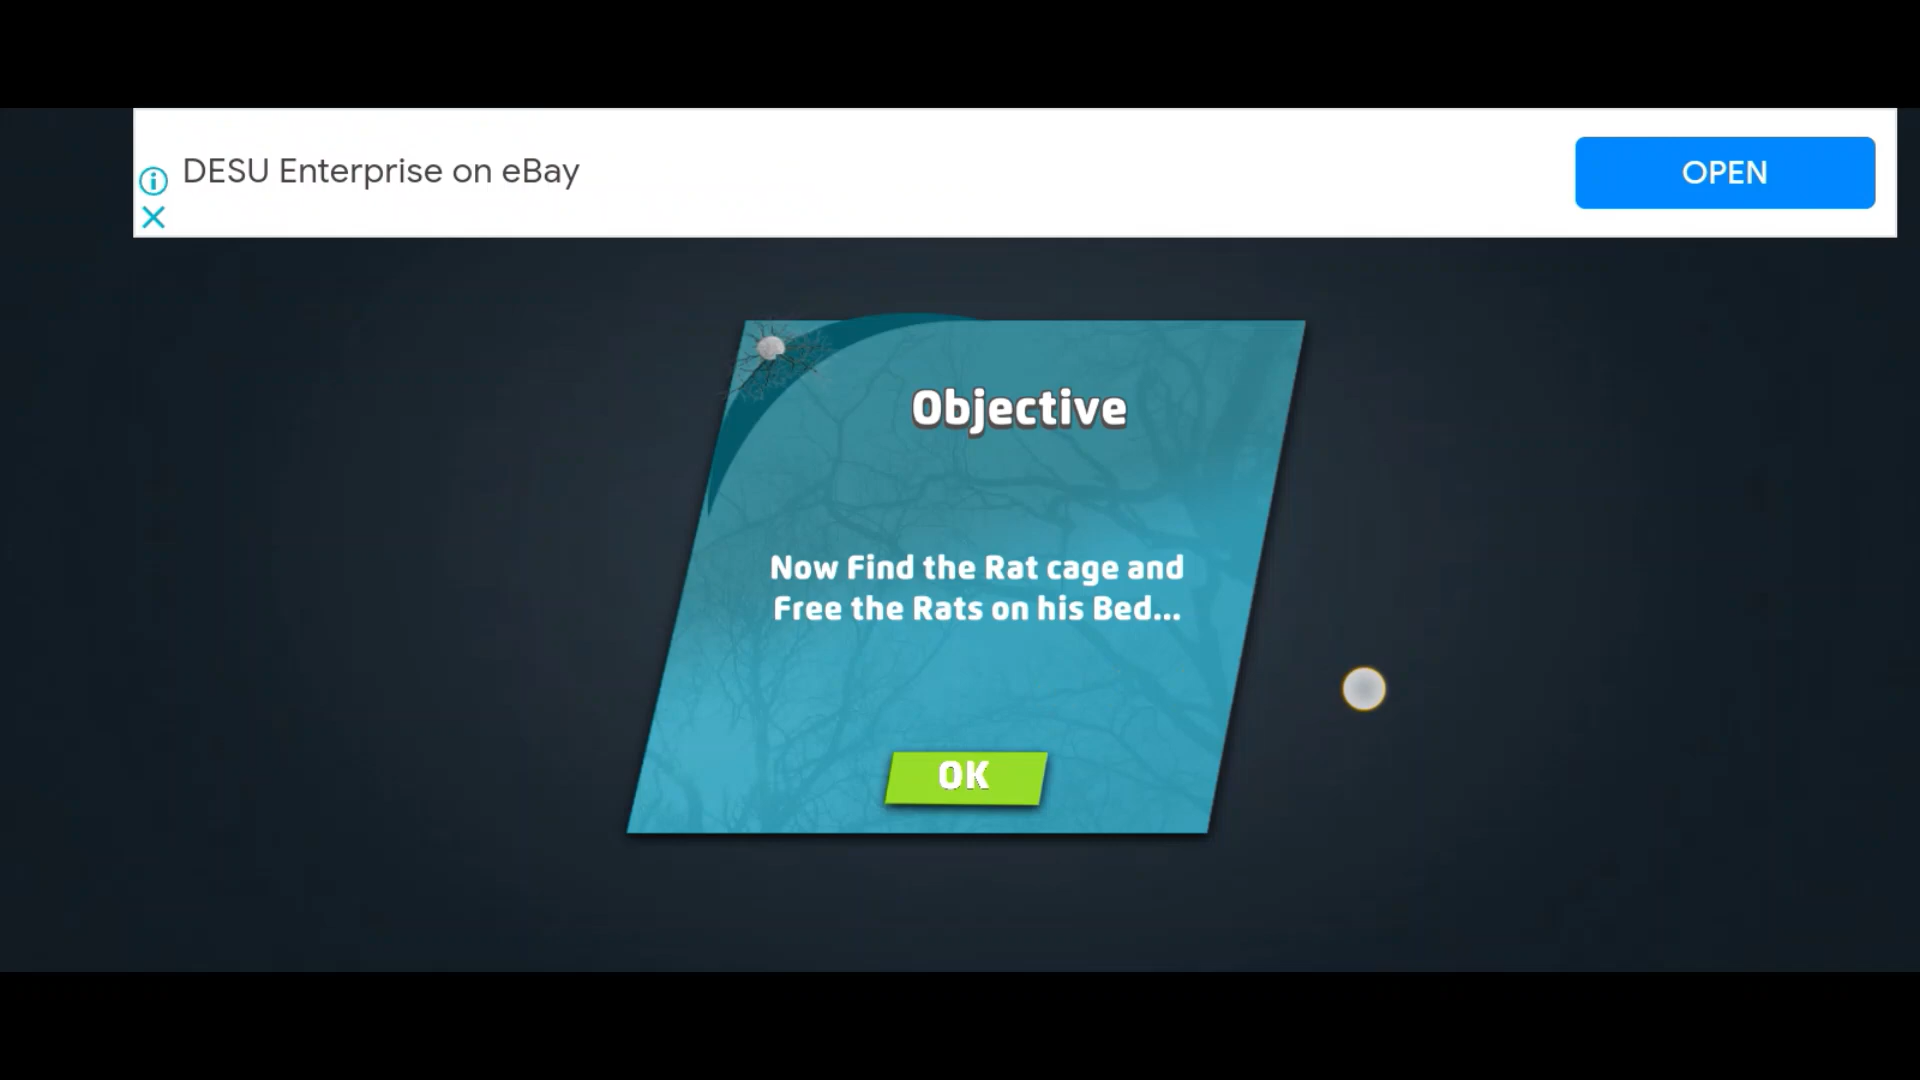 DESU Enterprise on eBay
OPEN
Objective
Now Find the Rat cage and
Free the Rats on his Bed...
OK